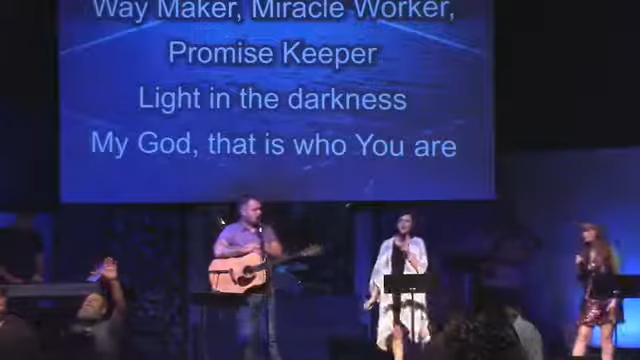 Way Maker, Miracle Worker,
Promise Keeper
Light in the darkness
My God, that is who You are